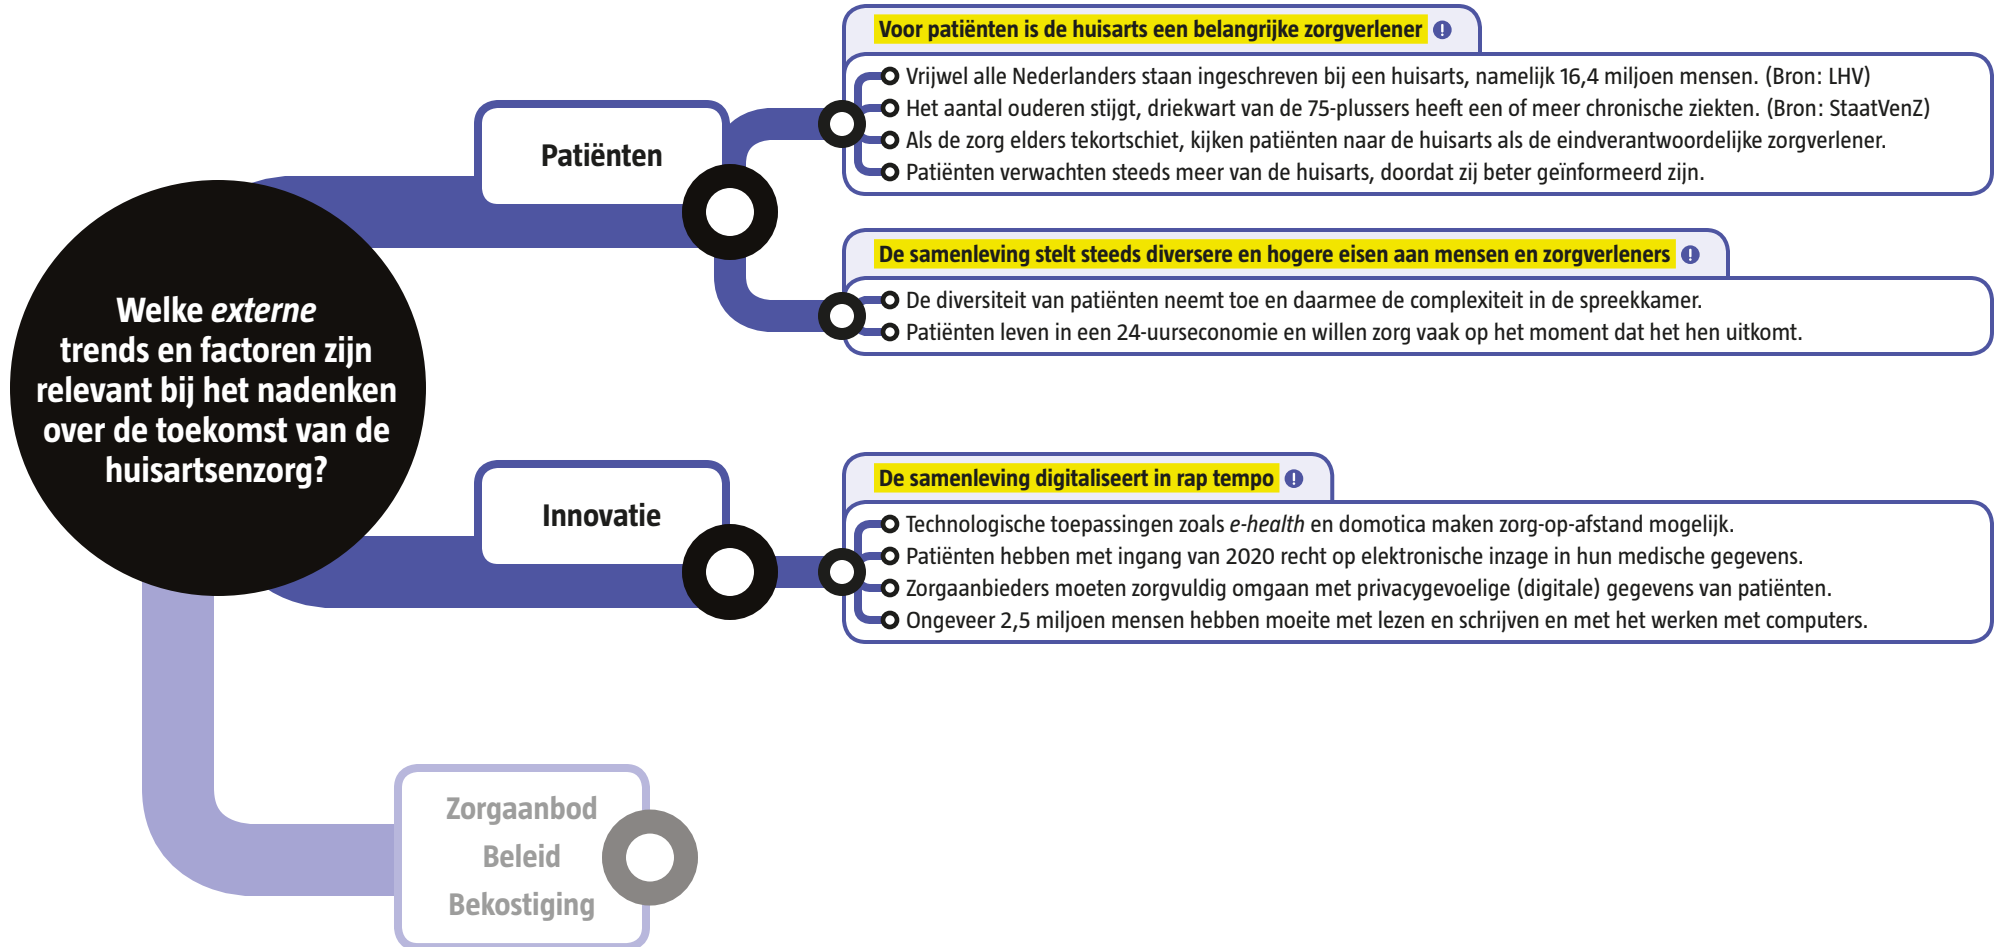 Welke externe
trends en factoren zijn
relevant bij het nadenken
over de toekomst van de
huisartsenzorg?
Patiënten
Voor patiënten is de huisarts een belangrijke zorgverlener
Vrijwel alle Nederlanders staan ingeschreven bij een huisarts, namelijk 16,4 miljoen mensen. (Bron: LHV)
Het aantal ouderen stijgt, driekwart van de 75-plussers heeft een of meer chronische ziekten. (Bron: StaatVenZ)
Als de zorg elders tekortschiet, kijken patiënten naar de huisarts als de eindverantwoordelijke zorgverlener.
Patiënten verwachten steeds meer van de huisarts, doordat zij beter geïnformeerd zijn.
De samenleving stelt steeds diversere en hogere eisen aan mensen en zorgverleners
De diversiteit van patiënten neemt toe en daarmee de complexiteit in de spreekkamer.
Patiënten leven in een 24-uurseconomie en willen zorg vaak op het moment dat het hen uitkomt.
Innovatie
De samenleving digitaliseert in rap tempo
Technologische toepassingen zoals e-health en domotica maken zorg-op-afstand mogelijk.
Patiënten hebben met ingang van 2020 recht op elektronische inzage in hun medische gegevens.
Zorgaanbieders moeten zorgvuldig omgaan met privacygevoelige (digitale) gegevens van patiënten.
Ongeveer 2,5 miljoen mensen hebben moeite met lezen en schrijven en met het werken met computers.
Zorgaanbod
Beleid
Bekostiging